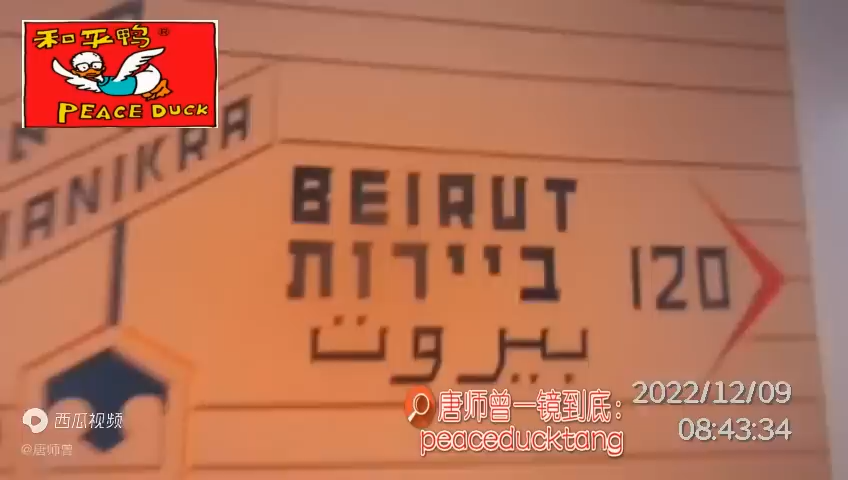 和平鸭®
PEACE DUCK
HANIKRA
BEIRUT
ביירות
120
بيروت
唐师曾一镜到底：
peaceducktang
2022/12/09
08:43:34
西瓜视频
@唐师曾